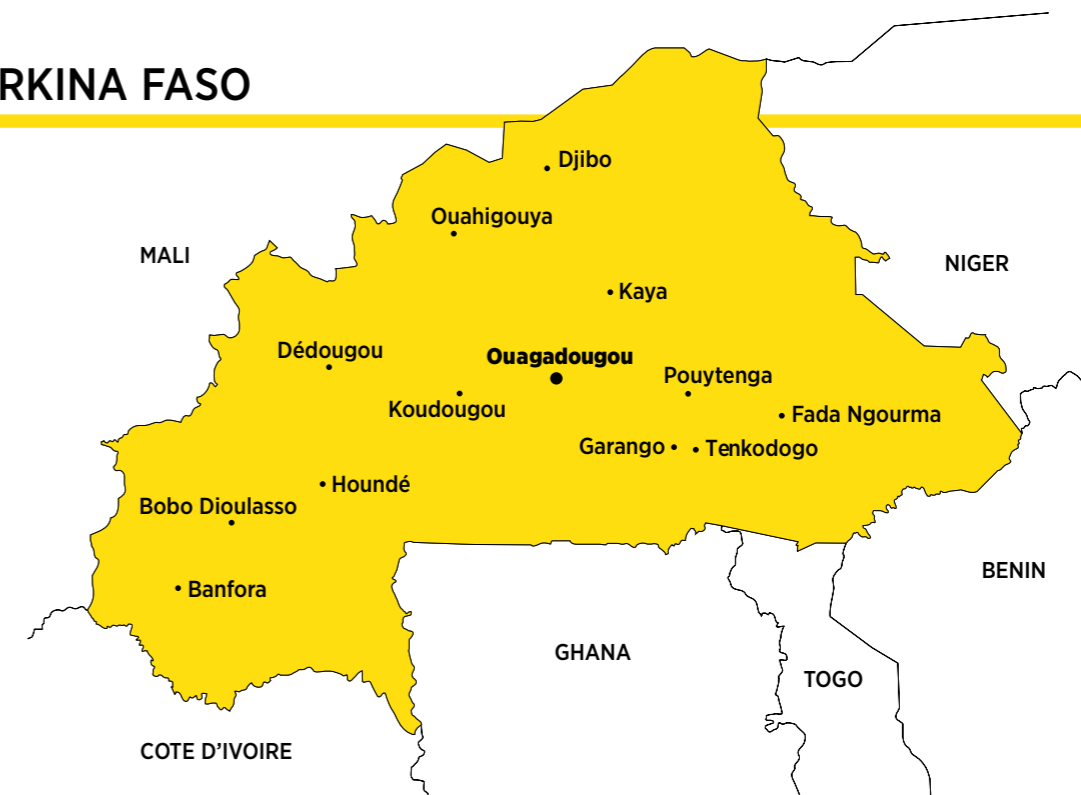 RKINA FASO
Djibo
Ouahigouya
MALI
NIGER
Kaya
Dédougou
Ouagadougou
Pouytenga
Koudougou
Fada Ngourma
Garango
Tenkodogo
Houndé
Bobo Dioulasso
BENIN
Banfora
GHANA
TOGO
COTE D’IVOIRE